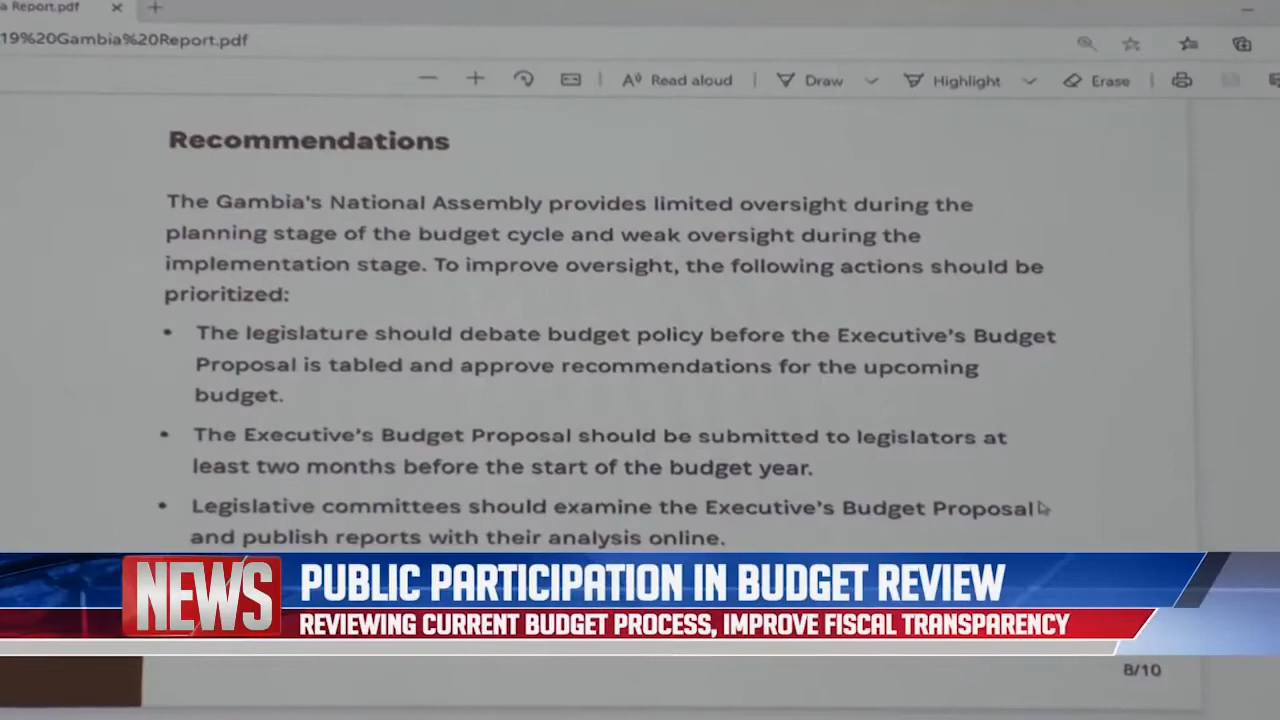 a Report.pdf
19%20Gambia%20Report.pdf
Read aloud
Draw
Highlight
Erase
Recommendations
The Gambia's National Assembly provides limited oversight during the
planning stage of the budget cycle and weak oversight during the
implementation stage. To improve oversight, the following actions should be
prioritized:
• The legislature should debate budget policy before the Executive's Budget
Proposal is tabled and approve recommendations for the upcoming
budget.
• The Executive's Budget Proposal should be submitted to legislators at
least two months before the start of the budget year.
• Legislative committees should examine the Executive's Budget Proposal
and publish reports with their analysis online.
NEWS
PUBLIC PARTICIPATION IN BUDGET REVIEW
REVIEWING CURRENT BUDGET PROCESS, IMPROVE FISCAL TRANSPARENCY
8/10